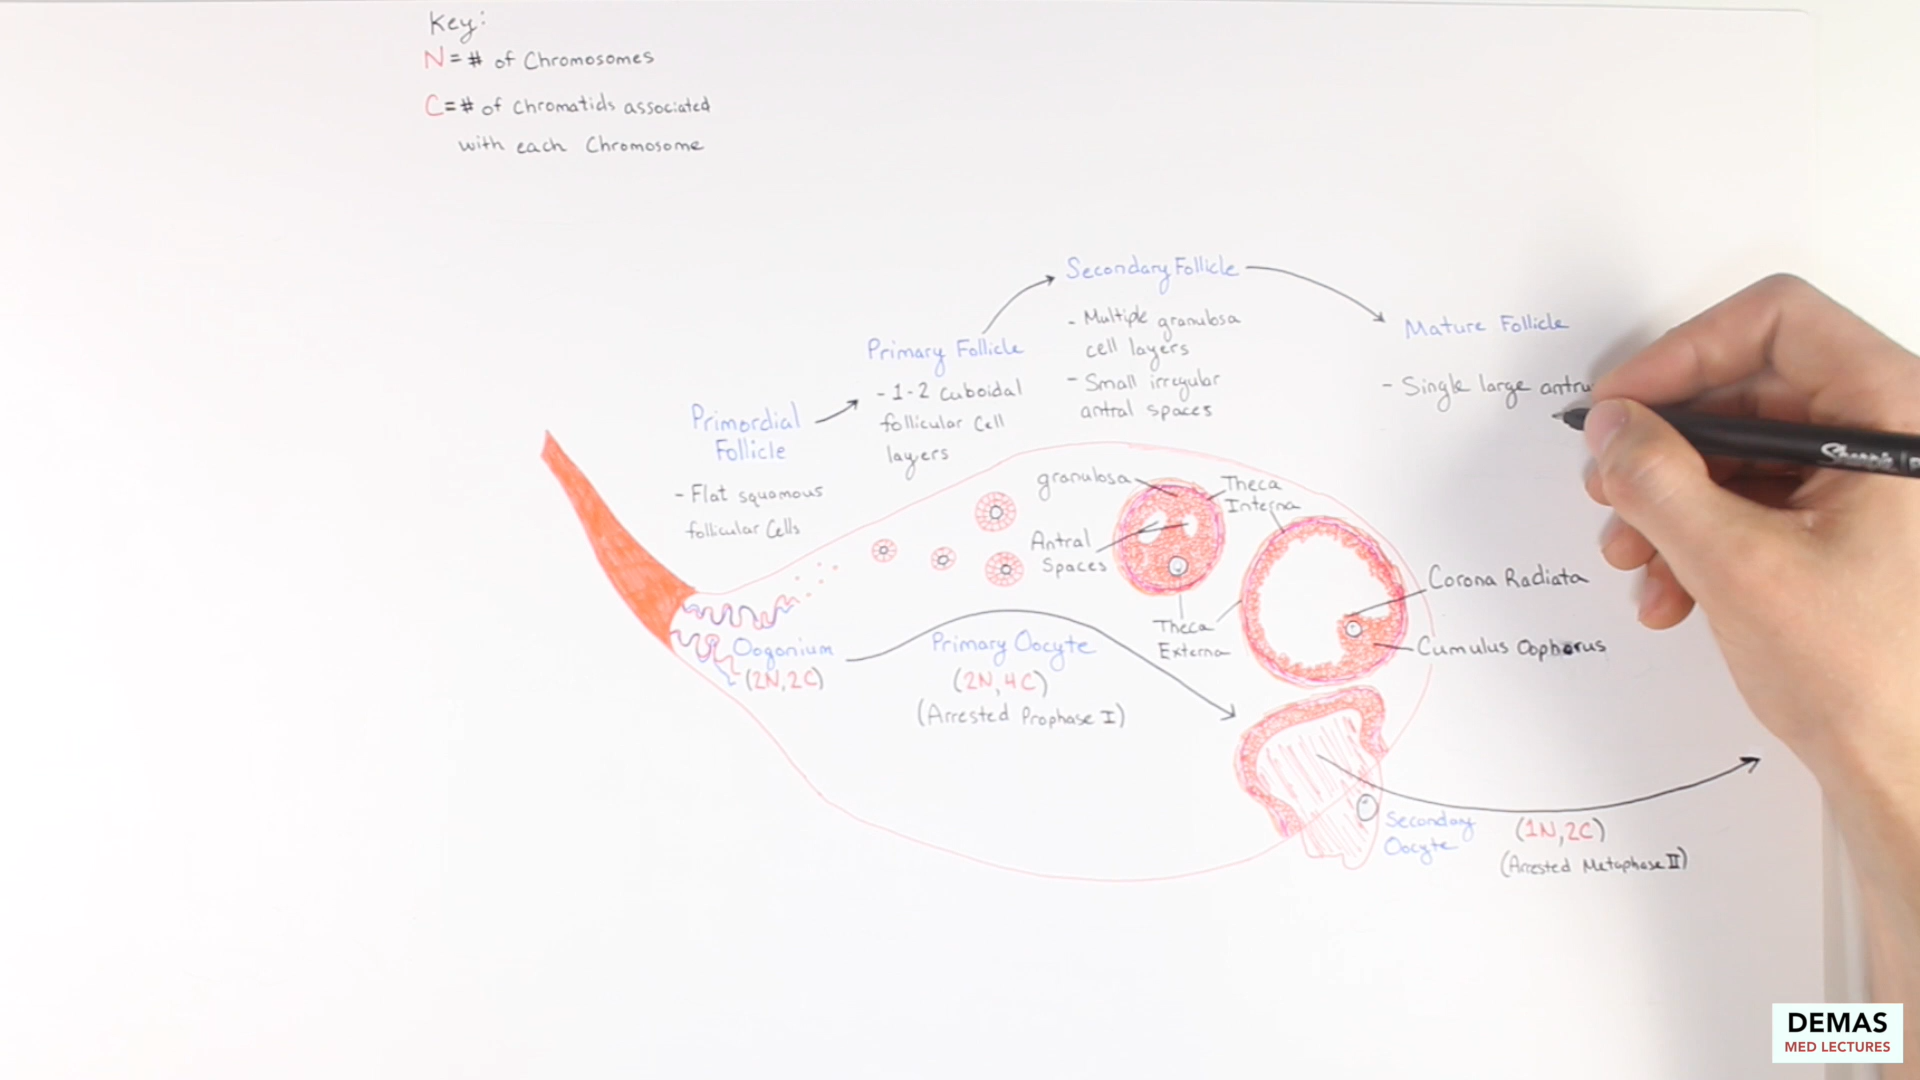 Key:
N = # of Chromosomes
C = # of Chromatids associated
with each Chromosome
Secondary Follicle
- Multiple granulosa
cell layers
- Small irregular
antral spaces
Mature Follicle
- Single large antru
Primary Follicle
- 1-2 Cuboidal
follicular Cell
layers
Primordial
Follicle
- Flat squamous
follicular Cells
granulosa
Theca
Interna
Antral
Spaces
Theca
Externa
Corona Radiata
Cumulus Oophorus
Oogonium
(2N, 2C)
Primary Oocyte
(2N, 4C)
(Arrested Prophase I)
Secondary
Oocyte
(1N, 2C)
(Arrested Metaphase II)
Sharpie
DEMAS
MED LECTURES